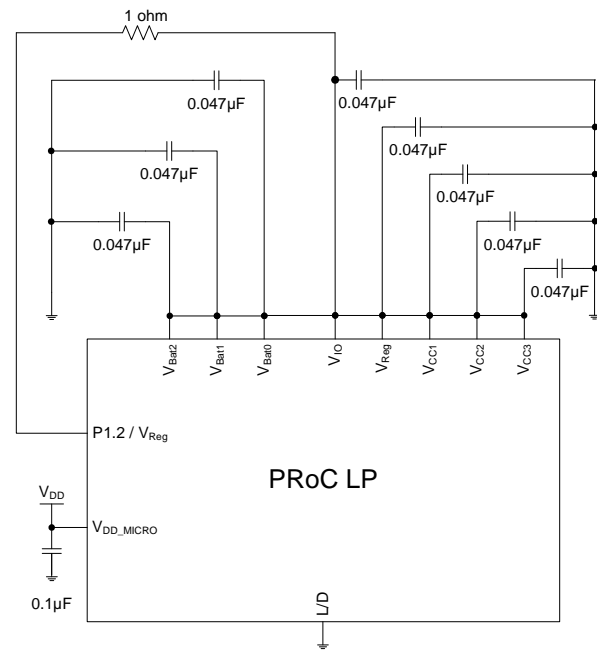 1 ohm
0.047µF
0.047µF
0.047µF
0.047µF
0.047µF
0.047µF
0.047µF
0.047µF
VBat2
VBat1
VBat0
VIO
VReg
VCC1
VCC2
VCC3
P1.2 / VReg
PRoC LP
VDD
VDD_MICRO
0.1µF
L/D